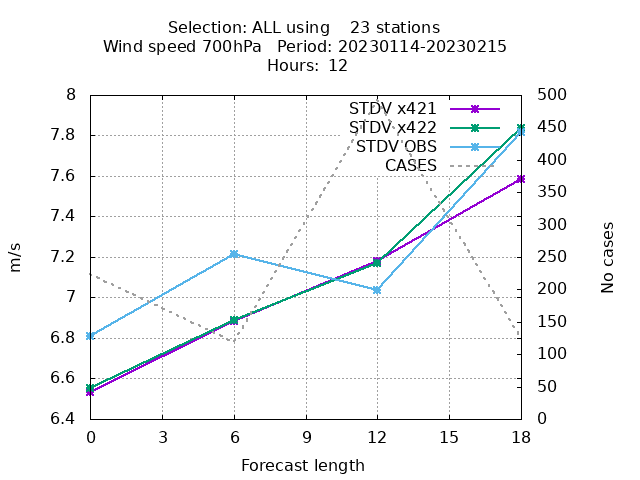 Selection: ALL using    23 stations
Wind speed 700hPa   Period: 20230114-20230215
Hours:  12
STDV x421
STDV x422
STDV OBS
CASES
8
7.8
7.6
7.4
7.2
7
6.8
6.6
6.4
m/s
500
450
400
350
300
250
200
150
100
50
0
No cases
0 3 6 9 12 15 18
Forecast length